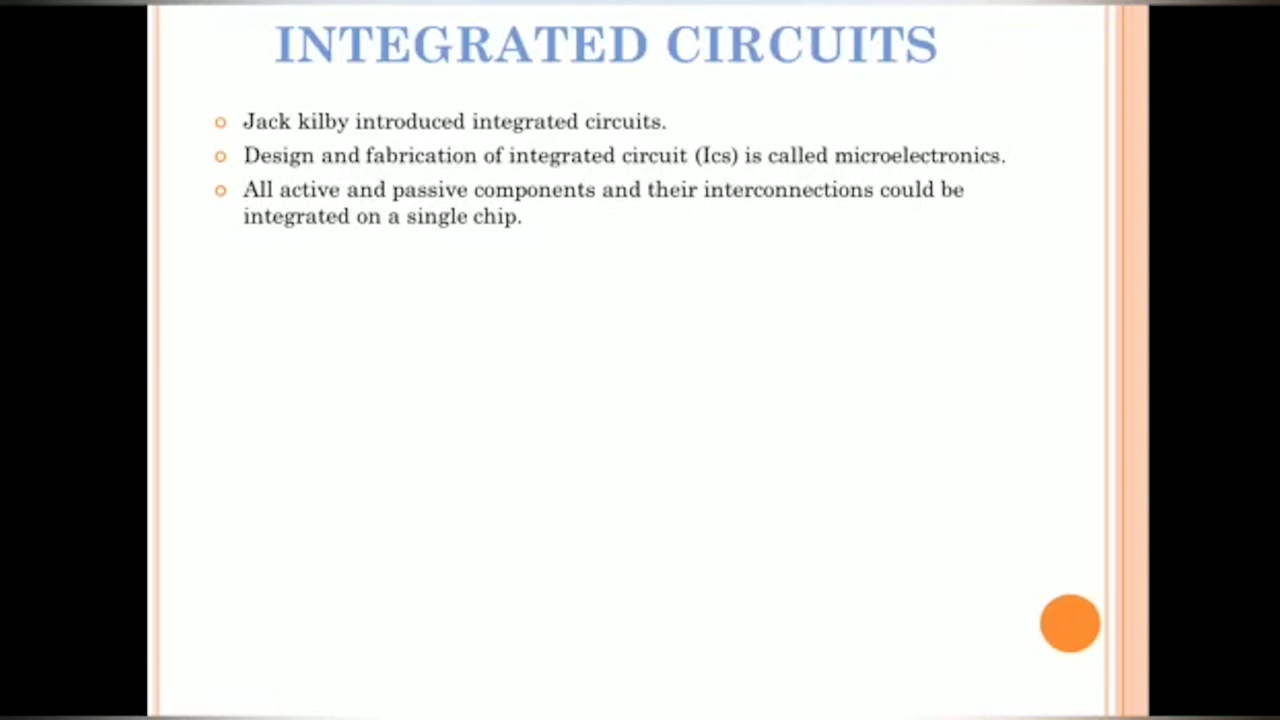 INTEGRATED CIRCUITS
Jack kilby introduced integrated circuits.
Design and fabrication of integrated circuit (Ics) is called microelectronics.
All active and passive components and their interconnections could be
integrated on a single chip.